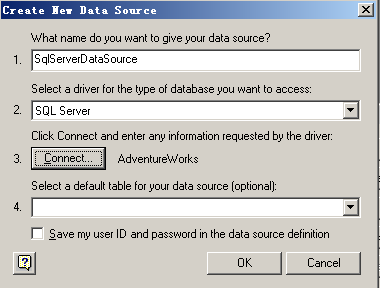 Create New Data Source
What name do you want to give your data source?
1. SqlServerDataSource
Select a driver for the type of database you want to access:
2. SQL Server
Click Connect and enter any information requested by the driver:
3. Connect... AdventureWorks
Select a default table for your data source (optional):
4.
Save my user ID and password in the data source definition
? OK Cancel